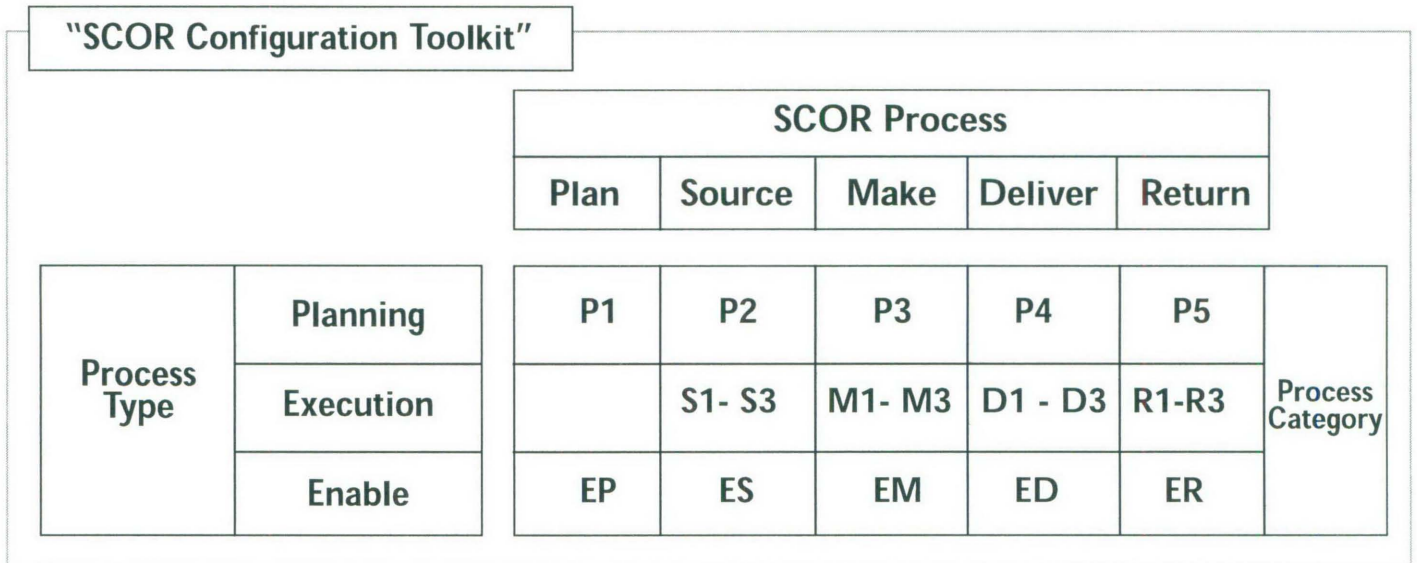 "SCOR Configuration Toolkit"
SCOR Process
Plan Source Make Deliver Return
Process Type
Planning P1 P2 P3 P4 P5
Execution S1- S3 M1- M3 D1 - D3 R1-R3
Enable EP ES EM ED ER
Process Category